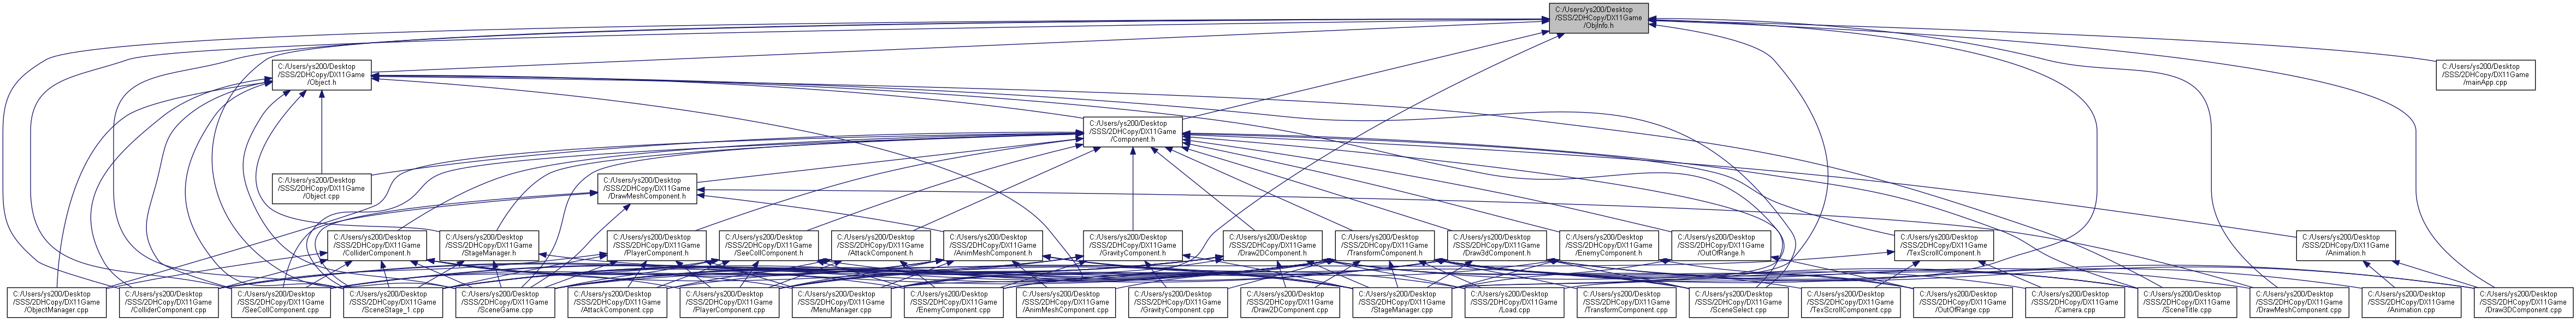 C:/Users/ys200/Desktop
/SSS/2DHCopy/DX11Game
/ObjInfo.h
C:/Users/ys200/Desktop
/SSS/2DHCopy/DX11Game
/Object.h
C:/Users/ys200/Desktop
/SSS/2DHCopy/DX11Game
/mainApp.cpp
C:/Users/ys200/Desktop
/SSS/2DHCopy/DX11Game
/Component.h
C:/Users/ys200/Desktop
/SSS/2DHCopy/DX11Game
/Object.cpp
C:/Users/ys200/Desktop
/SSS/2DHCopy/DX11Game
/DrawMeshComponent.h
C:/Users/ys200/Desktop
/SSS/2DHCopy/DX11Game
/ColliderComponent.h
C:/Users/ys200/Desktop
/SSS/2DHCopy/DX11Game
/StageManager.h
C:/Users/ys200/Desktop
/SSS/2DHCopy/DX11Game
/PlayerComponent.h
C:/Users/ys200/Desktop
/SSS/2DHCopy/DX11Game
/SeeCollComponent.h
C:/Users/ys200/Desktop
/SSS/2DHCopy/DX11Game
/AttackComponent.h
C:/Users/ys200/Desktop
/SSS/2DHCopy/DX11Game
/AnimMeshComponent.h
C:/Users/ys200/Desktop
/SSS/2DHCopy/DX11Game
/GravityComponent.h
C:/Users/ys200/Desktop
/SSS/2DHCopy/DX11Game
/Draw2DComponent.h
C:/Users/ys200/Desktop
/SSS/2DHCopy/DX11Game
/TransformComponent.h
C:/Users/ys200/Desktop
/SSS/2DHCopy/DX11Game
/Draw3dComponent.h
C:/Users/ys200/Desktop
/SSS/2DHCopy/DX11Game
/EnemyComponent.h
C:/Users/ys200/Desktop
/SSS/2DHCopy/DX11Game
/OutOfRange.h
C:/Users/ys200/Desktop
/SSS/2DHCopy/DX11Game
/TexScrollComponent.h
C:/Users/ys200/Desktop
/SSS/2DHCopy/DX11Game
/Animation.h
C:/Users/ys200/Desktop
/SSS/2DHCopy/DX11Game
/ObjectManager.cpp
C:/Users/ys200/Desktop
/SSS/2DHCopy/DX11Game
/ColliderComponent.cpp
C:/Users/ys200/Desktop
/SSS/2DHCopy/DX11Game
/SeeCollComponent.cpp
C:/Users/ys200/Desktop
/SSS/2DHCopy/DX11Game
/SceneStage_1.cpp
C:/Users/ys200/Desktop
/SSS/2DHCopy/DX11Game
/SceneGame.cpp
C:/Users/ys200/Desktop
/SSS/2DHCopy/DX11Game
/AttackComponent.cpp
C:/Users/ys200/Desktop
/SSS/2DHCopy/DX11Game
/PlayerComponent.cpp
C:/Users/ys200/Desktop
/SSS/2DHCopy/DX11Game
/MenuManager.cpp
C:/Users/ys200/Desktop
/SSS/2DHCopy/DX11Game
/EnemyComponent.cpp
C:/Users/ys200/Desktop
/SSS/2DHCopy/DX11Game
/AnimMeshComponent.cpp
C:/Users/ys200/Desktop
/SSS/2DHCopy/DX11Game
/GravityComponent.cpp
C:/Users/ys200/Desktop
/SSS/2DHCopy/DX11Game
/Draw2DComponent.cpp
C:/Users/ys200/Desktop
/SSS/2DHCopy/DX11Game
/StageManager.cpp
C:/Users/ys200/Desktop
/SSS/2DHCopy/DX11Game
/Load.cpp
C:/Users/ys200/Desktop
/SSS/2DHCopy/DX11Game
/TransformComponent.cpp
C:/Users/ys200/Desktop
/SSS/2DHCopy/DX11Game
/SceneSelect.cpp
C:/Users/ys200/Desktop
/SSS/2DHCopy/DX11Game
/TexScrollComponent.cpp
C:/Users/ys200/Desktop
/SSS/2DHCopy/DX11Game
/OutOfRange.cpp
C:/Users/ys200/Desktop
/SSS/2DHCopy/DX11Game
/Camera.cpp
C:/Users/ys200/Desktop
/SSS/2DHCopy/DX11Game
/SceneTitle.cpp
C:/Users/ys200/Desktop
/SSS/2DHCopy/DX11Game
/DrawMeshComponent.cpp
C:/Users/ys200/Desktop
/SSS/2DHCopy/DX11Game
/Animation.cpp
C:/Users/ys200/Desktop
/SSS/2DHCopy/DX11Game
/Draw3DComponent.cpp